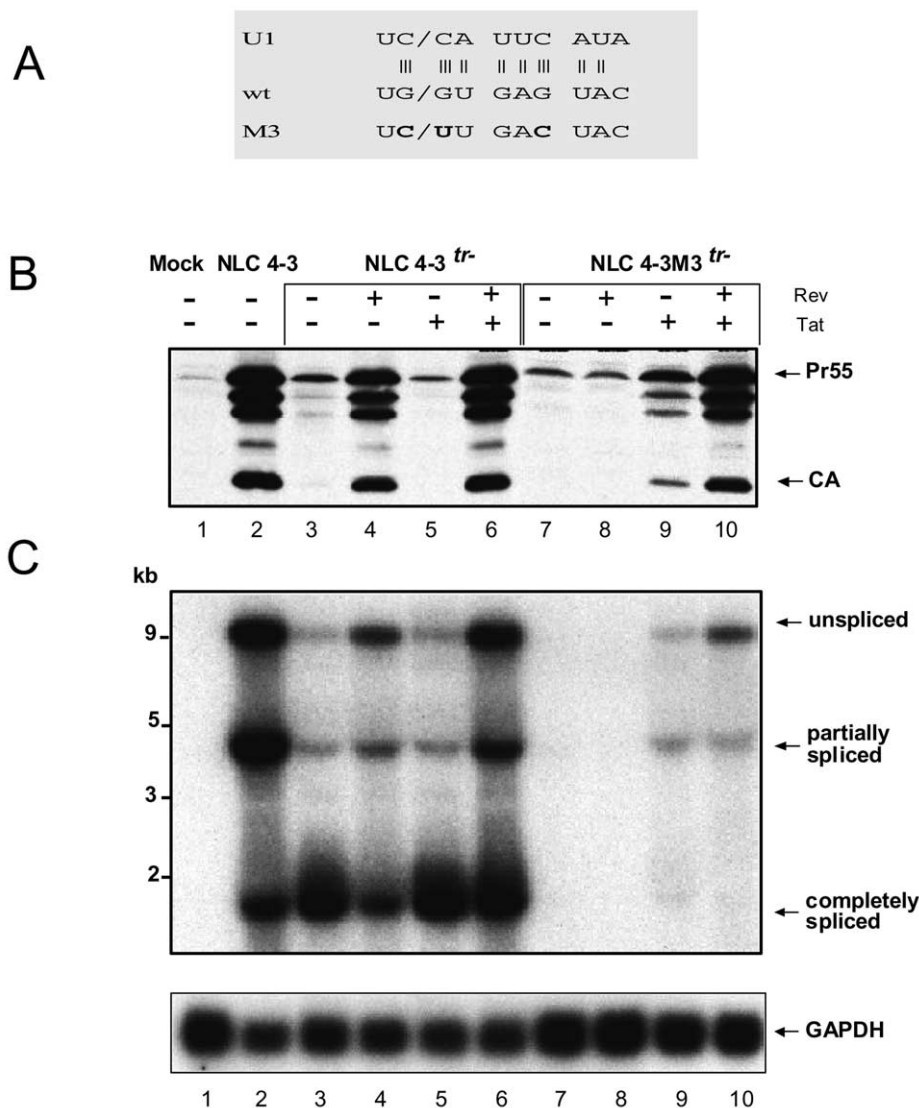 A
U1 UC/CA UUC AUA
wt UG/GU GAG UAC
M3 UC/UU GAC UAC
B
Mock NLC 4-3 NLC 4-3 tr- NLC 4-3M3 tr-
- - - + - + - + - + Rev
- - - - + + - - + + Tat
Pr55
CA
1 2 3 4 5 6 7 8 9 10
C
kb
9
5
3
2
unspliced
partially
spliced
completely
spliced
GAPDH
1 2 3 4 5 6 7 8 9 10